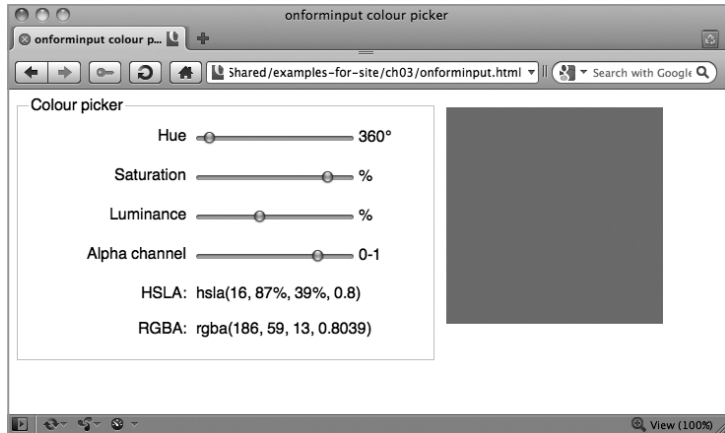 onforminput colour picker
onforminput colour p...
Shared/examples-for-site/ch03/onforminput.html
Search with Google
Colour picker
Hue 360°
Saturation %
Luminance %
Alpha channel 0-1
HSLA: hsla(16, 87%, 39%, 0.8)
RGBA: rgba(186, 59, 13, 0.8039)
View (100%)